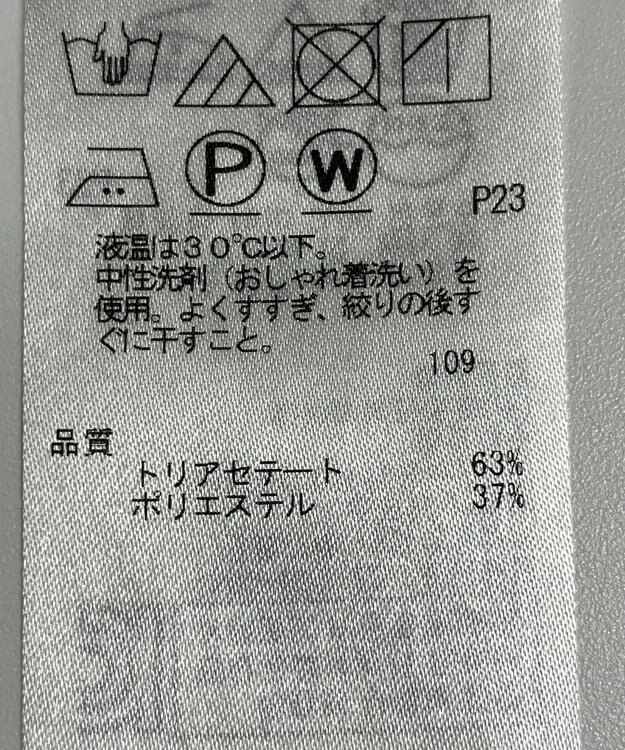 P W
P23
液温は30℃以下。
中性洗剤（おしゃれ着洗い）を
使用。よくすすぎ、絞りの後す
ぐに干すこと。
109
品質
トリアセテート 63%
ポリエステル 37%